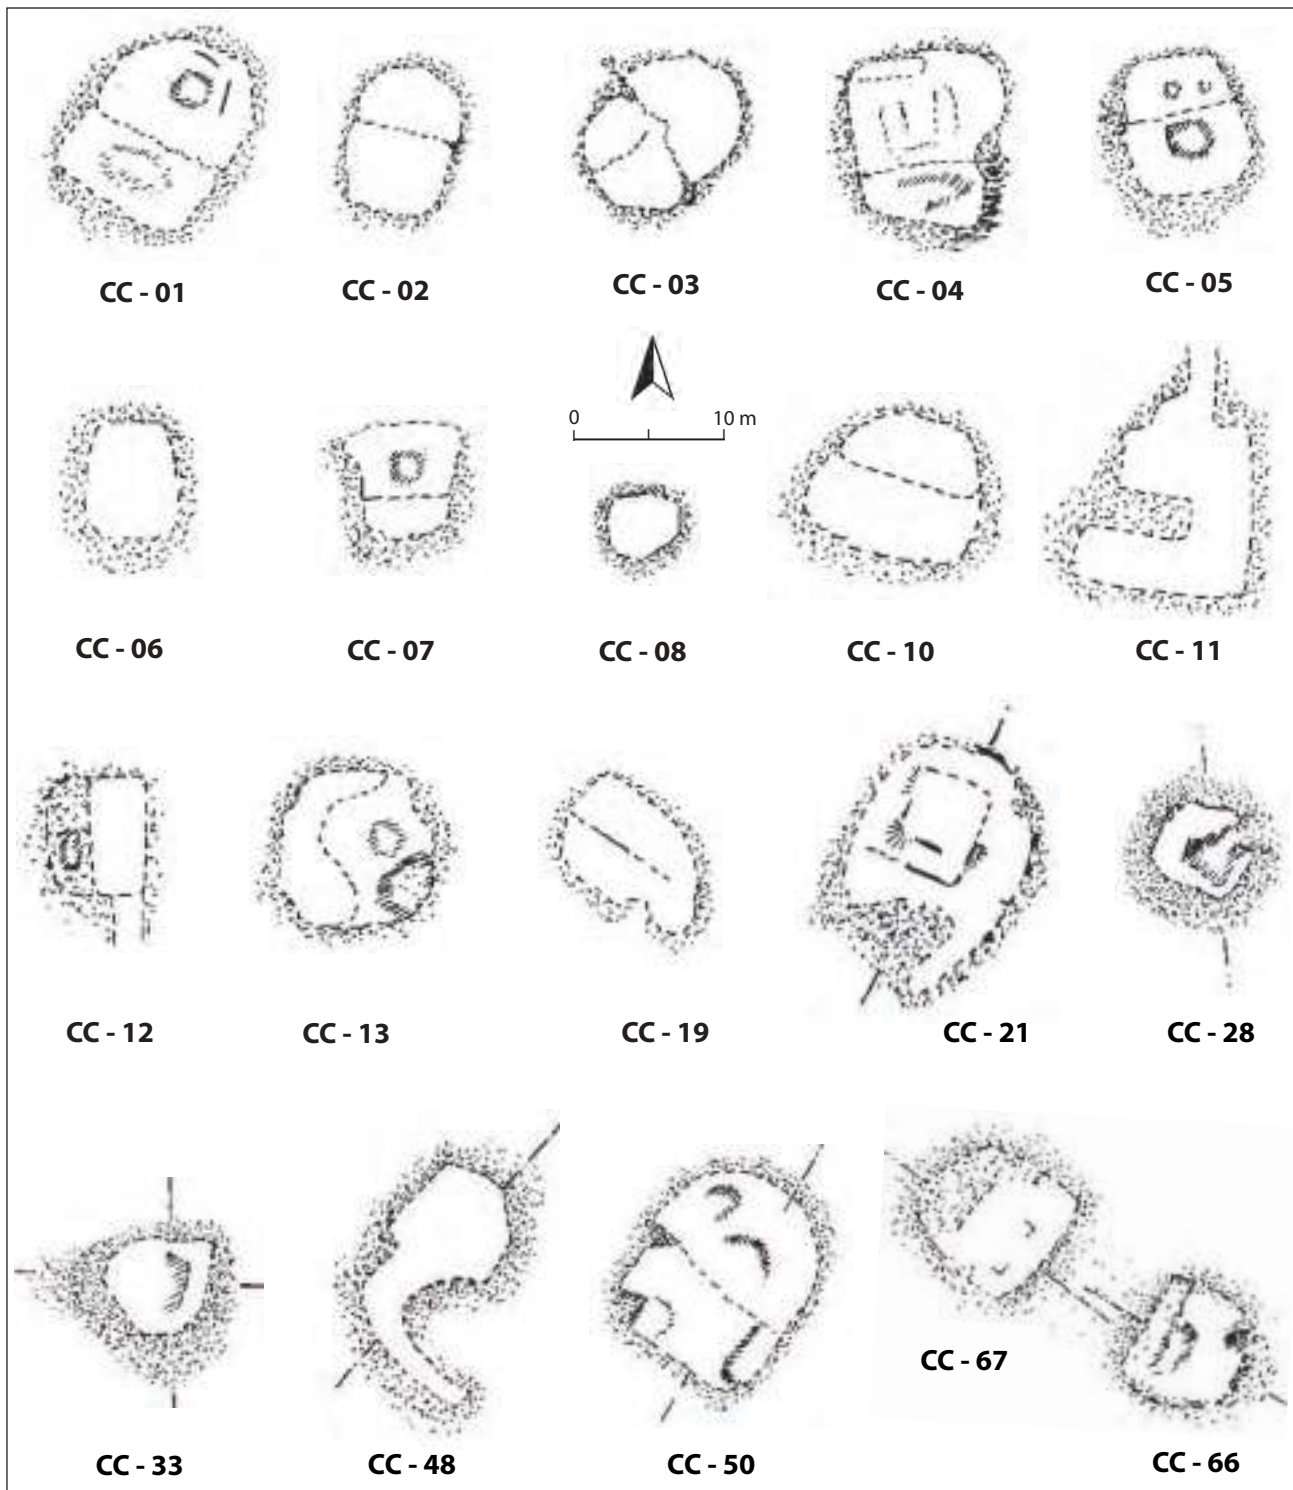 CC - 01
CC - 02
CC - 03
CC - 04
CC - 05
0 10 m
CC - 06
CC - 07
CC - 08
CC - 10
CC - 11
CC - 12
CC - 13
CC - 19
CC - 21
CC - 28
CC - 67
CC - 33
CC - 48
CC - 50
CC - 66